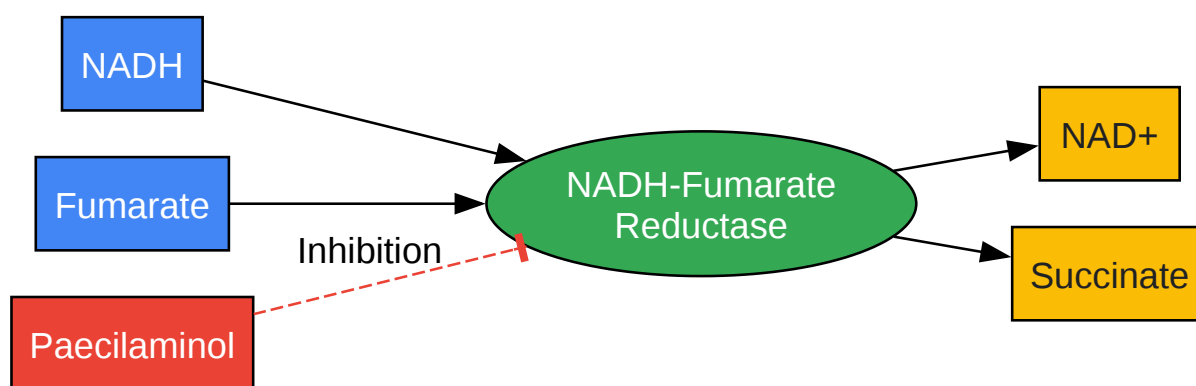 NADH
Fumarate
Inhibition
Paecilaminol
NADH-Fumarate
Reductase
NAD+
Succinate